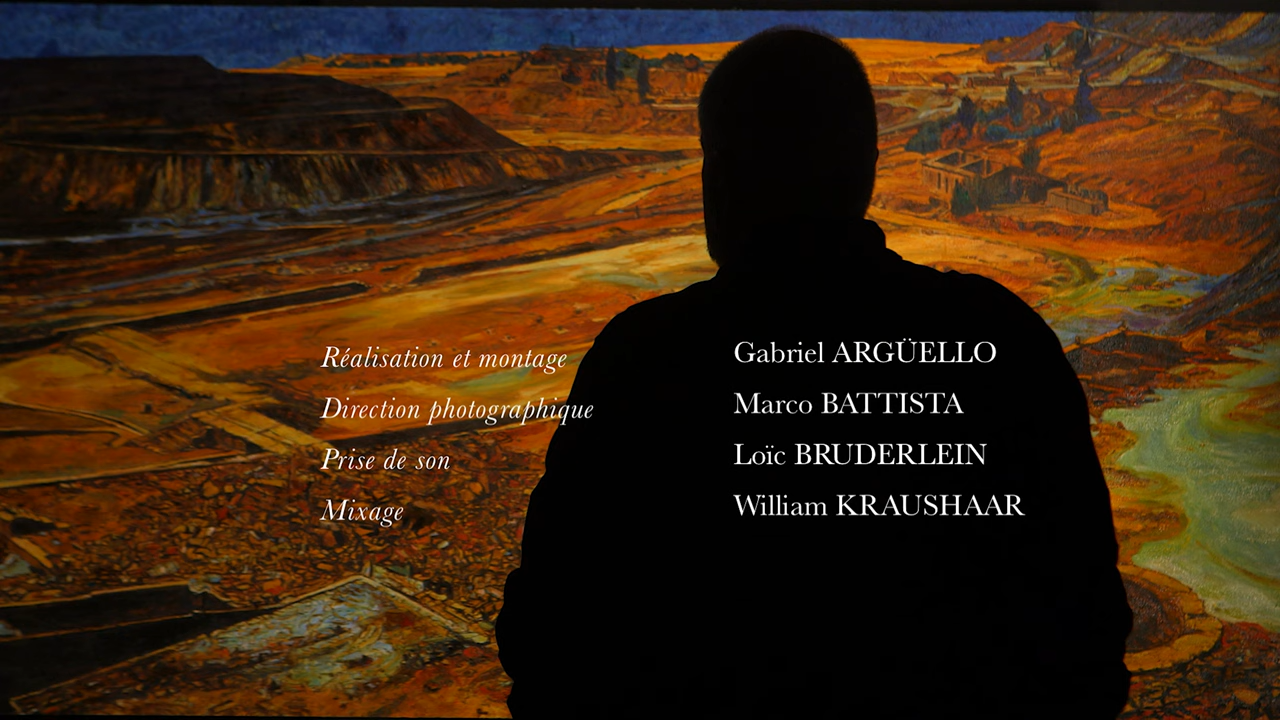 Réalisation et montage Gabriel ARGÜELLO
Direction photographique Marco BATTISTA
Prise de son Loïc BRUDERLEIN
Mixage William KRAUSHAAR